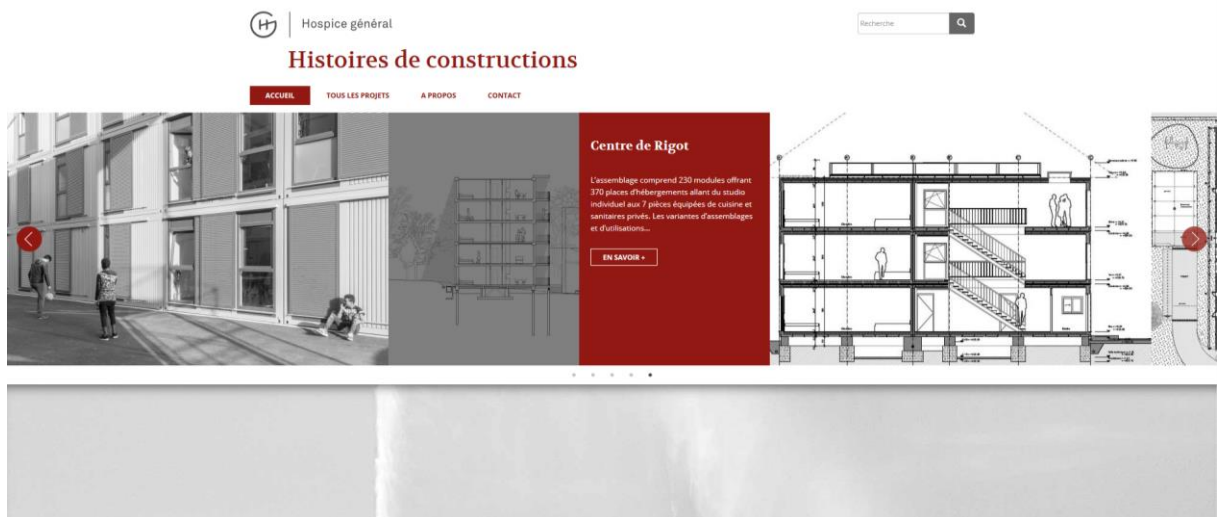 Hospice général
Recherche
Histoires de constructions
ACCUEIL TOUS LES PROJETS A PROPOS CONTACT
Centre de Rigot
L'assemblage comprend 230 modules offrant
370 places d'hébergements allant du studio
individuel aux 7 pièces équipées de cuisine et
sanitaires privés. Les variantes d'assemblages
et d'utilisations...
EN SAVOIR +